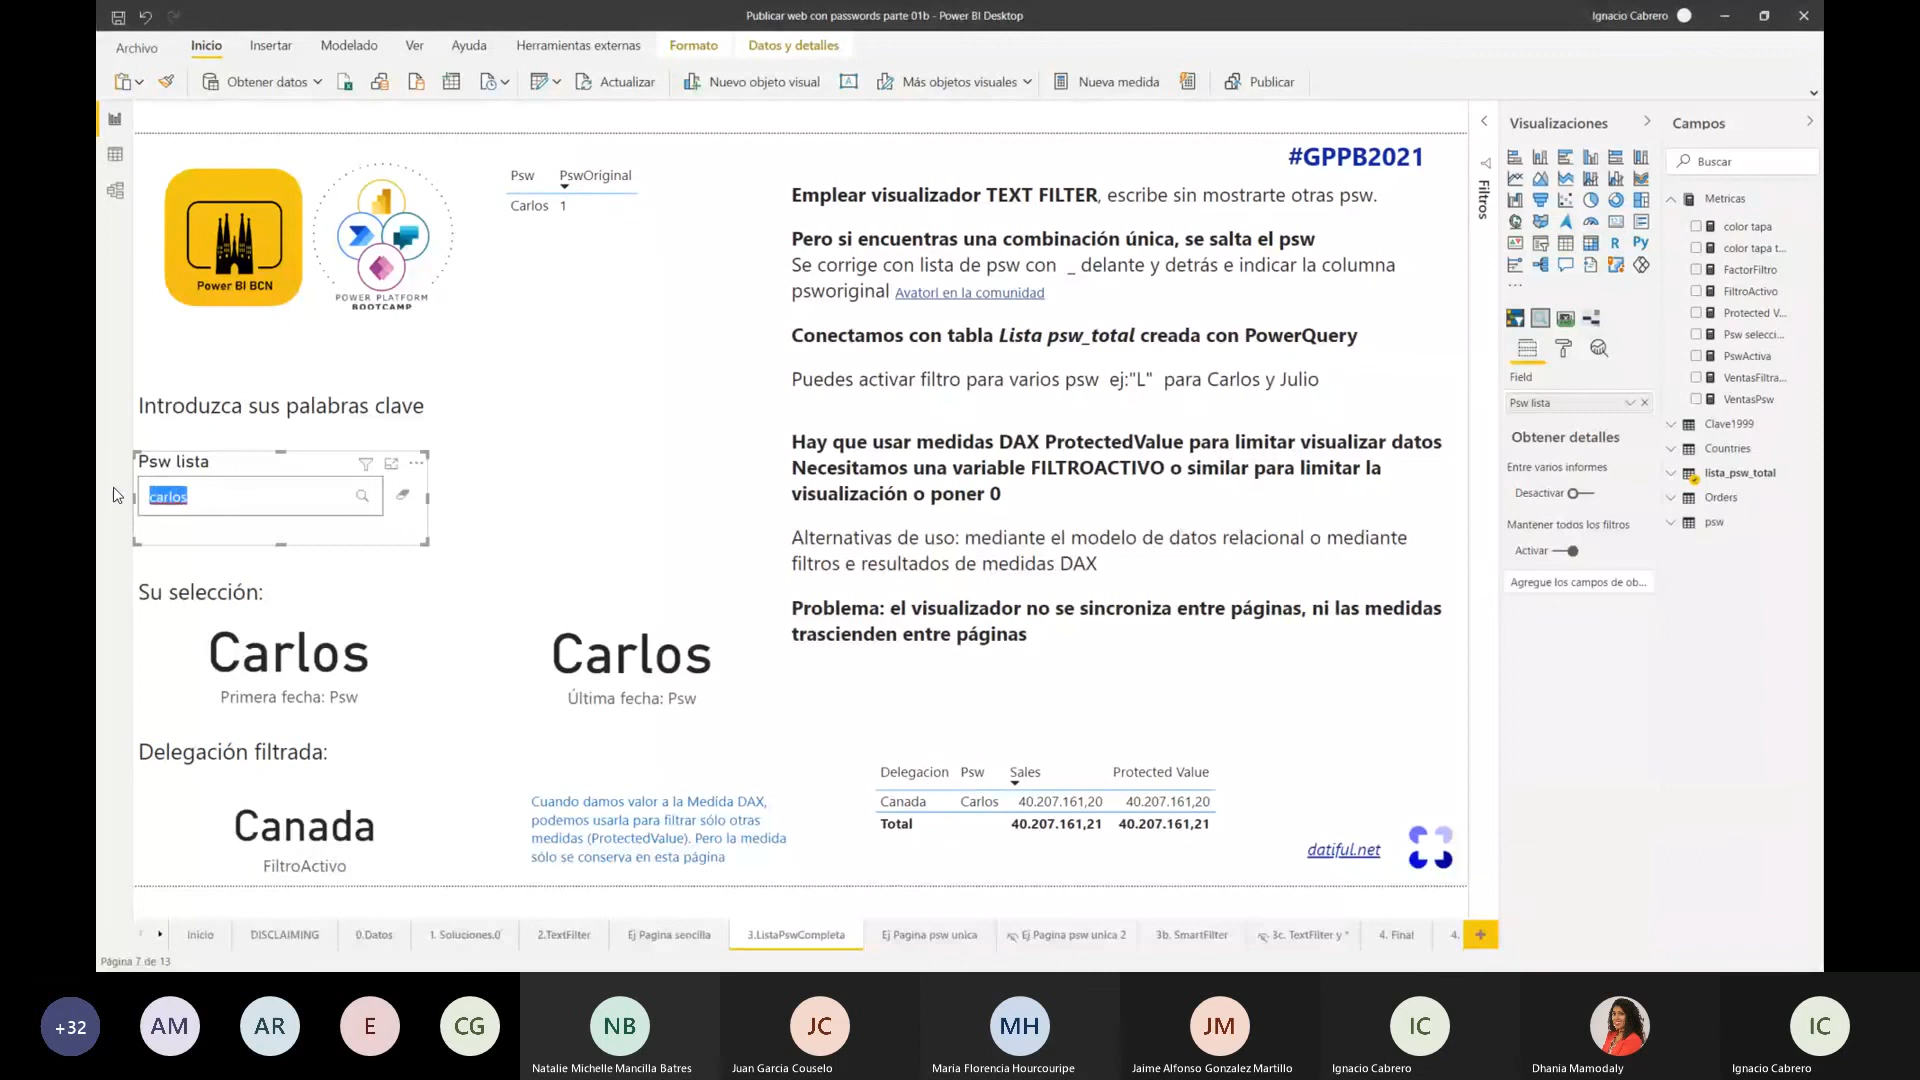 Publicar web con passwords parte 01b - Power BI Desktop
Ignacio Cabrero
Archivo
Inicio
Insertar
Modelado
Ver
Ayuda
Herramientas externas
Formato
Datos y detalles
Obtener datos
Actualizar
Nuevo objeto visual
Más objetos visuales
Nueva medida
Publicar
Power BI BCN
POWER PLATFORM
BOOTCAMP
Psw PswOriginal
Carlos 1
#GPPB2021
Emplear visualizador TEXT FILTER, escribe sin mostrarte otras psw.
Pero si encuentras una combinación única, se salta el psw
Se corrige con lista de psw con _ delante y detrás e indicar la columna
psworiginal Avatorl en la comunidad
Conectamos con tabla Lista psw_total creada con PowerQuery
Puedes activar filtro para varios psw ej:"L" para Carlos y Julio
Hay que usar medidas DAX ProtectedValue para limitar visualizar datos
Necesitamos una variable FILTROACTIVO o similar para limitar la
visualización o poner 0
Alternativas de uso: mediante el modelo de datos relacional o mediante
filtros e resultados de medidas DAX
Problema: el visualizador no se sincroniza entre páginas, ni las medidas
trascienden entre páginas
Introduzca sus palabras clave
Psw lista
carlos
Su selección:
Carlos
Primera fecha: Psw
Carlos
Última fecha: Psw
Delegación filtrada:
Canada
FiltroActivo
Cuando damos valor a la Medida DAX,
podemos usarla para filtrar sólo otras
medidas (ProtectedValue). Pero la medida
sólo se conserva en esta página
Delegacion Psw Sales Protected Value
Canada Carlos 40.207.161,20 40.207.161,20
Total 40.207.161,21 40.207.161,21
datiful.net
Filtros
Visualizaciones
R
Py
...
Field
Psw lista
Obtener detalles
Entre varios informes
Desactivar
Mantener todos los filtros
Activar
Agregue los campos de ob...
Campos
Buscar
Metricas
color tapa
color tapa t...
FactorFiltro
FiltroActivo
Protected V...
Psw selecci...
PswActiva
VentasFiltra...
VentasPsw
Clave1999
Countries
lista_psw_total
Orders
psw
Inicio
DISCLAIMING
0.Datos
1. Soluciones.0
2.TextFilter
Ej Pagina sencilla
3.ListaPswCompleta
Ej Pagina psw unica
Ej Pagina psw unica 2
3b. SmartFilter
3c. TextFilter y *
4. Final
4.
+
Página 7 de 13
+32
AM
AR
E
CG
NB
JC
MH
JM
IC
IC
Natalie Michelle Mancilla Batres
Juan Garcia Couselo
Maria Florencia Hourcouripe
Jaime Alfonso Gonzalez Martillo
Ignacio Cabrero
Dhania Mamodaly
Ignacio Cabrero